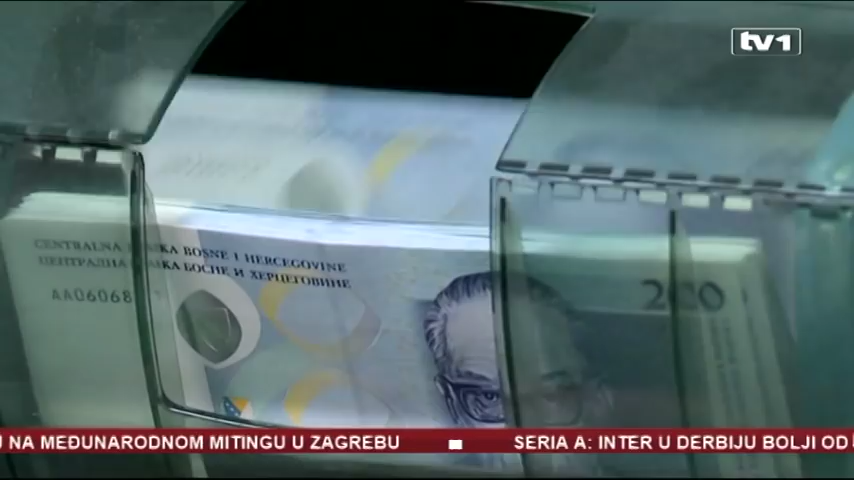 tv1
CENTRALNA BANKA BOSNE I HERCEGOVINE
ЦЕНТРАЛНА БАНКА БОСНЕ И ХЕРЦЕГОВИНЕ
AA06068
200
U NA MEĐUNARODNOM MITINGU U ZAGREBU
SERIA A: INTER U DERBIJU BOLJI OD